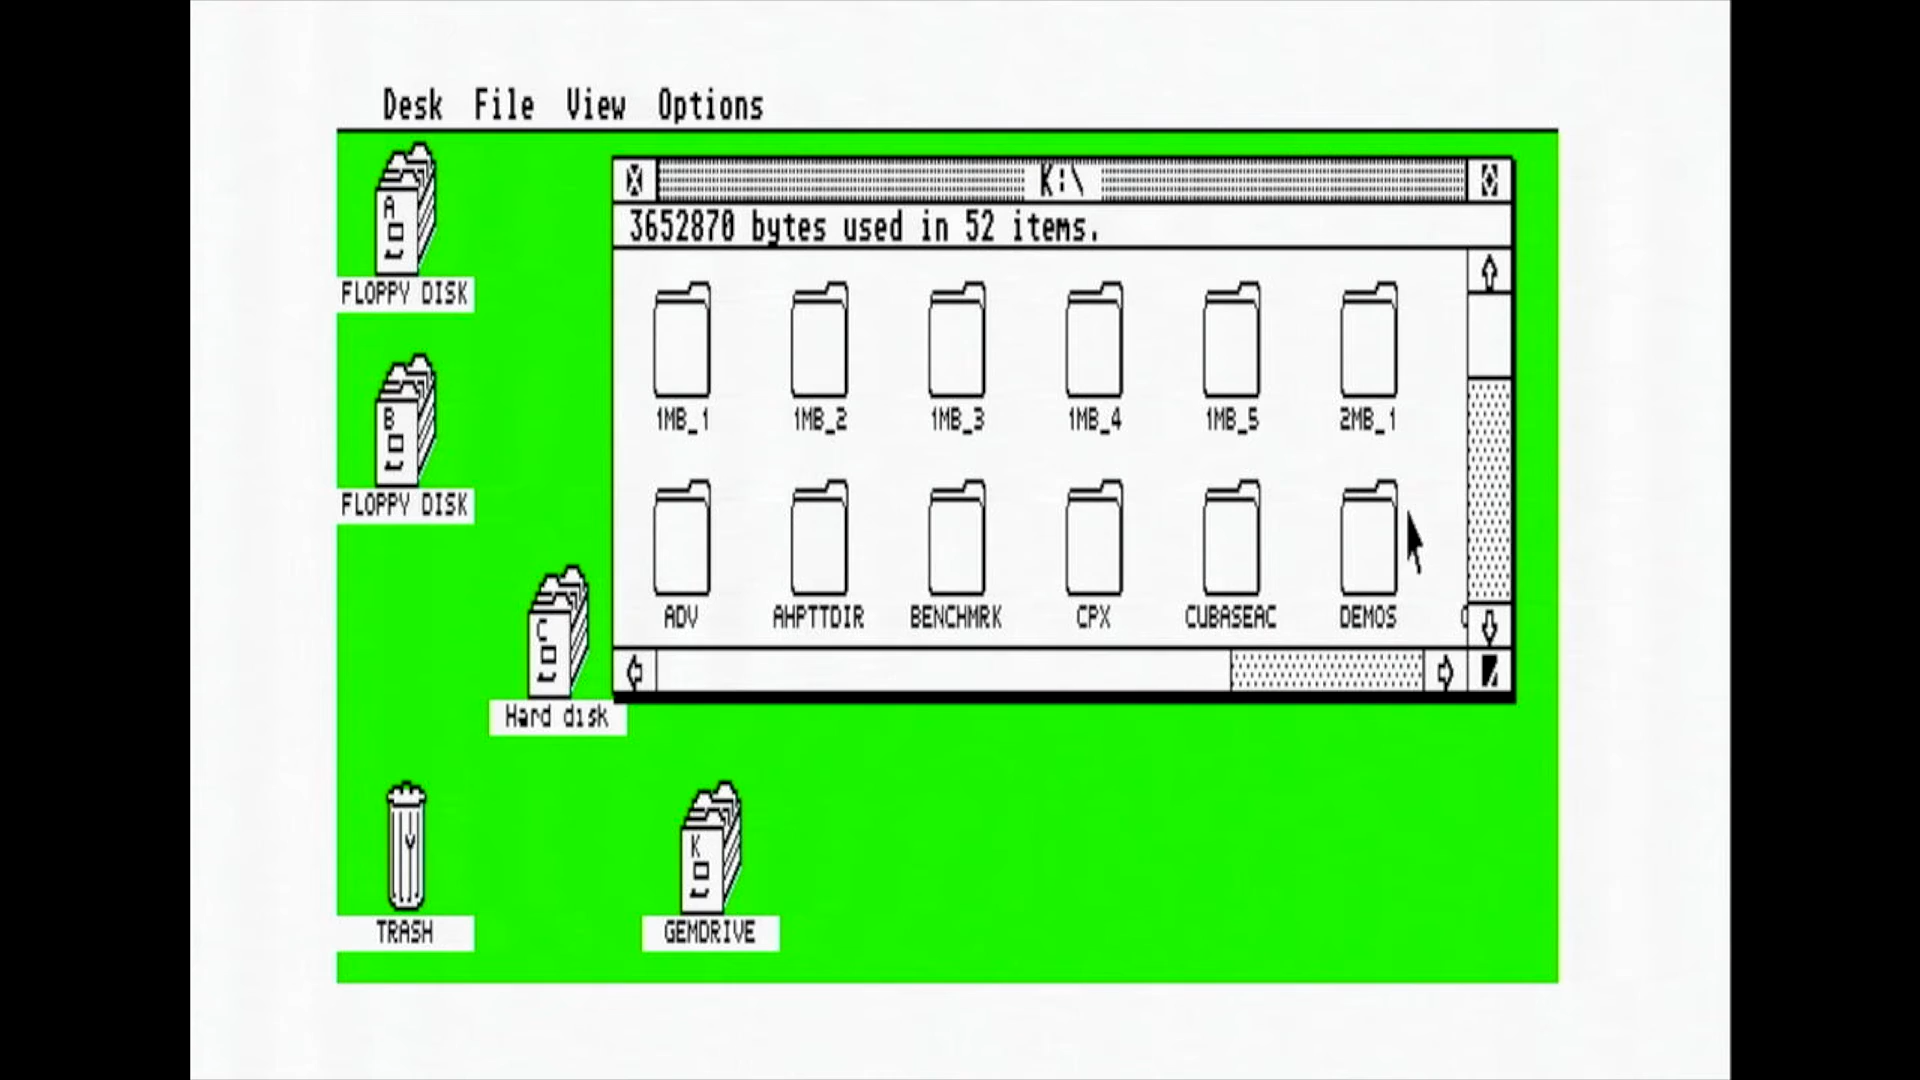 Desk File View Options
A
FLOPPY DISK
B
FLOPPY DISK
C
Hard disk
TRASH
K
GEMDRIVE
K:\
3652870 bytes used in 52 items.
1MB_1 1MB_2 1MB_3 1MB_4 1MB_5 2MB_1
ADV AHPTTDIR BENCHMRK CPX CUBASEAC DEMOS